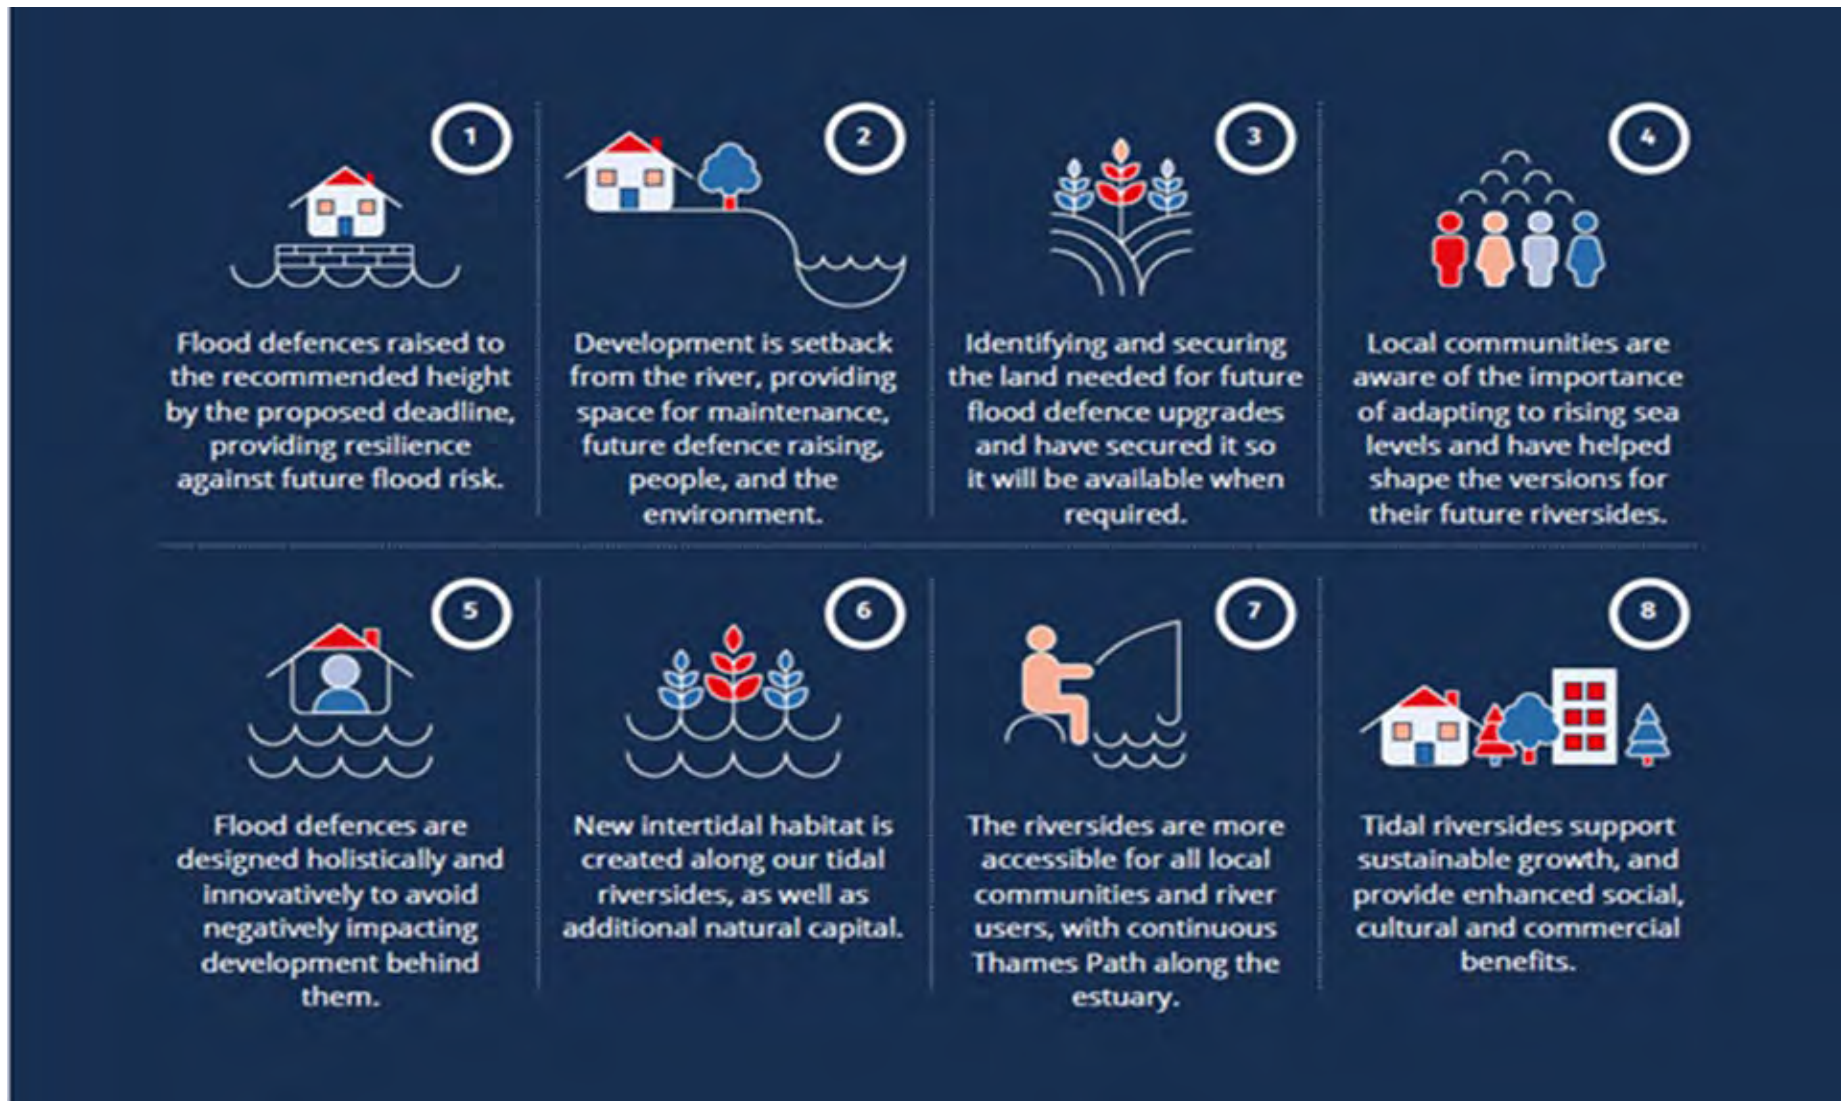 1
Flood defences raised to
the recommended height
by the proposed deadline,
providing resilience
against future flood risk.
2
Development is setback
from the river, providing
space for maintenance,
future defence raising,
people, and the
environment.
3
Identifying and securing
the land needed for future
flood defence upgrades
and have secured it so
it will be available when
required.
4
Local communities are
aware of the importance
of adapting to rising sea
levels and have helped
shape the versions for
their future riversides.
5
Flood defences are
designed holistically and
innovatively to avoid
negatively impacting
development behind
them.
6
New intertidal habitat is
created along our tidal
riversides, as well as
additional natural capital.
7
The riversides are more
accessible for all local
communities and river
users, with continuous
Thames Path along the
estuary.
8
Tidal riversides support
sustainable growth, and
provide enhanced social,
cultural and commercial
benefits.